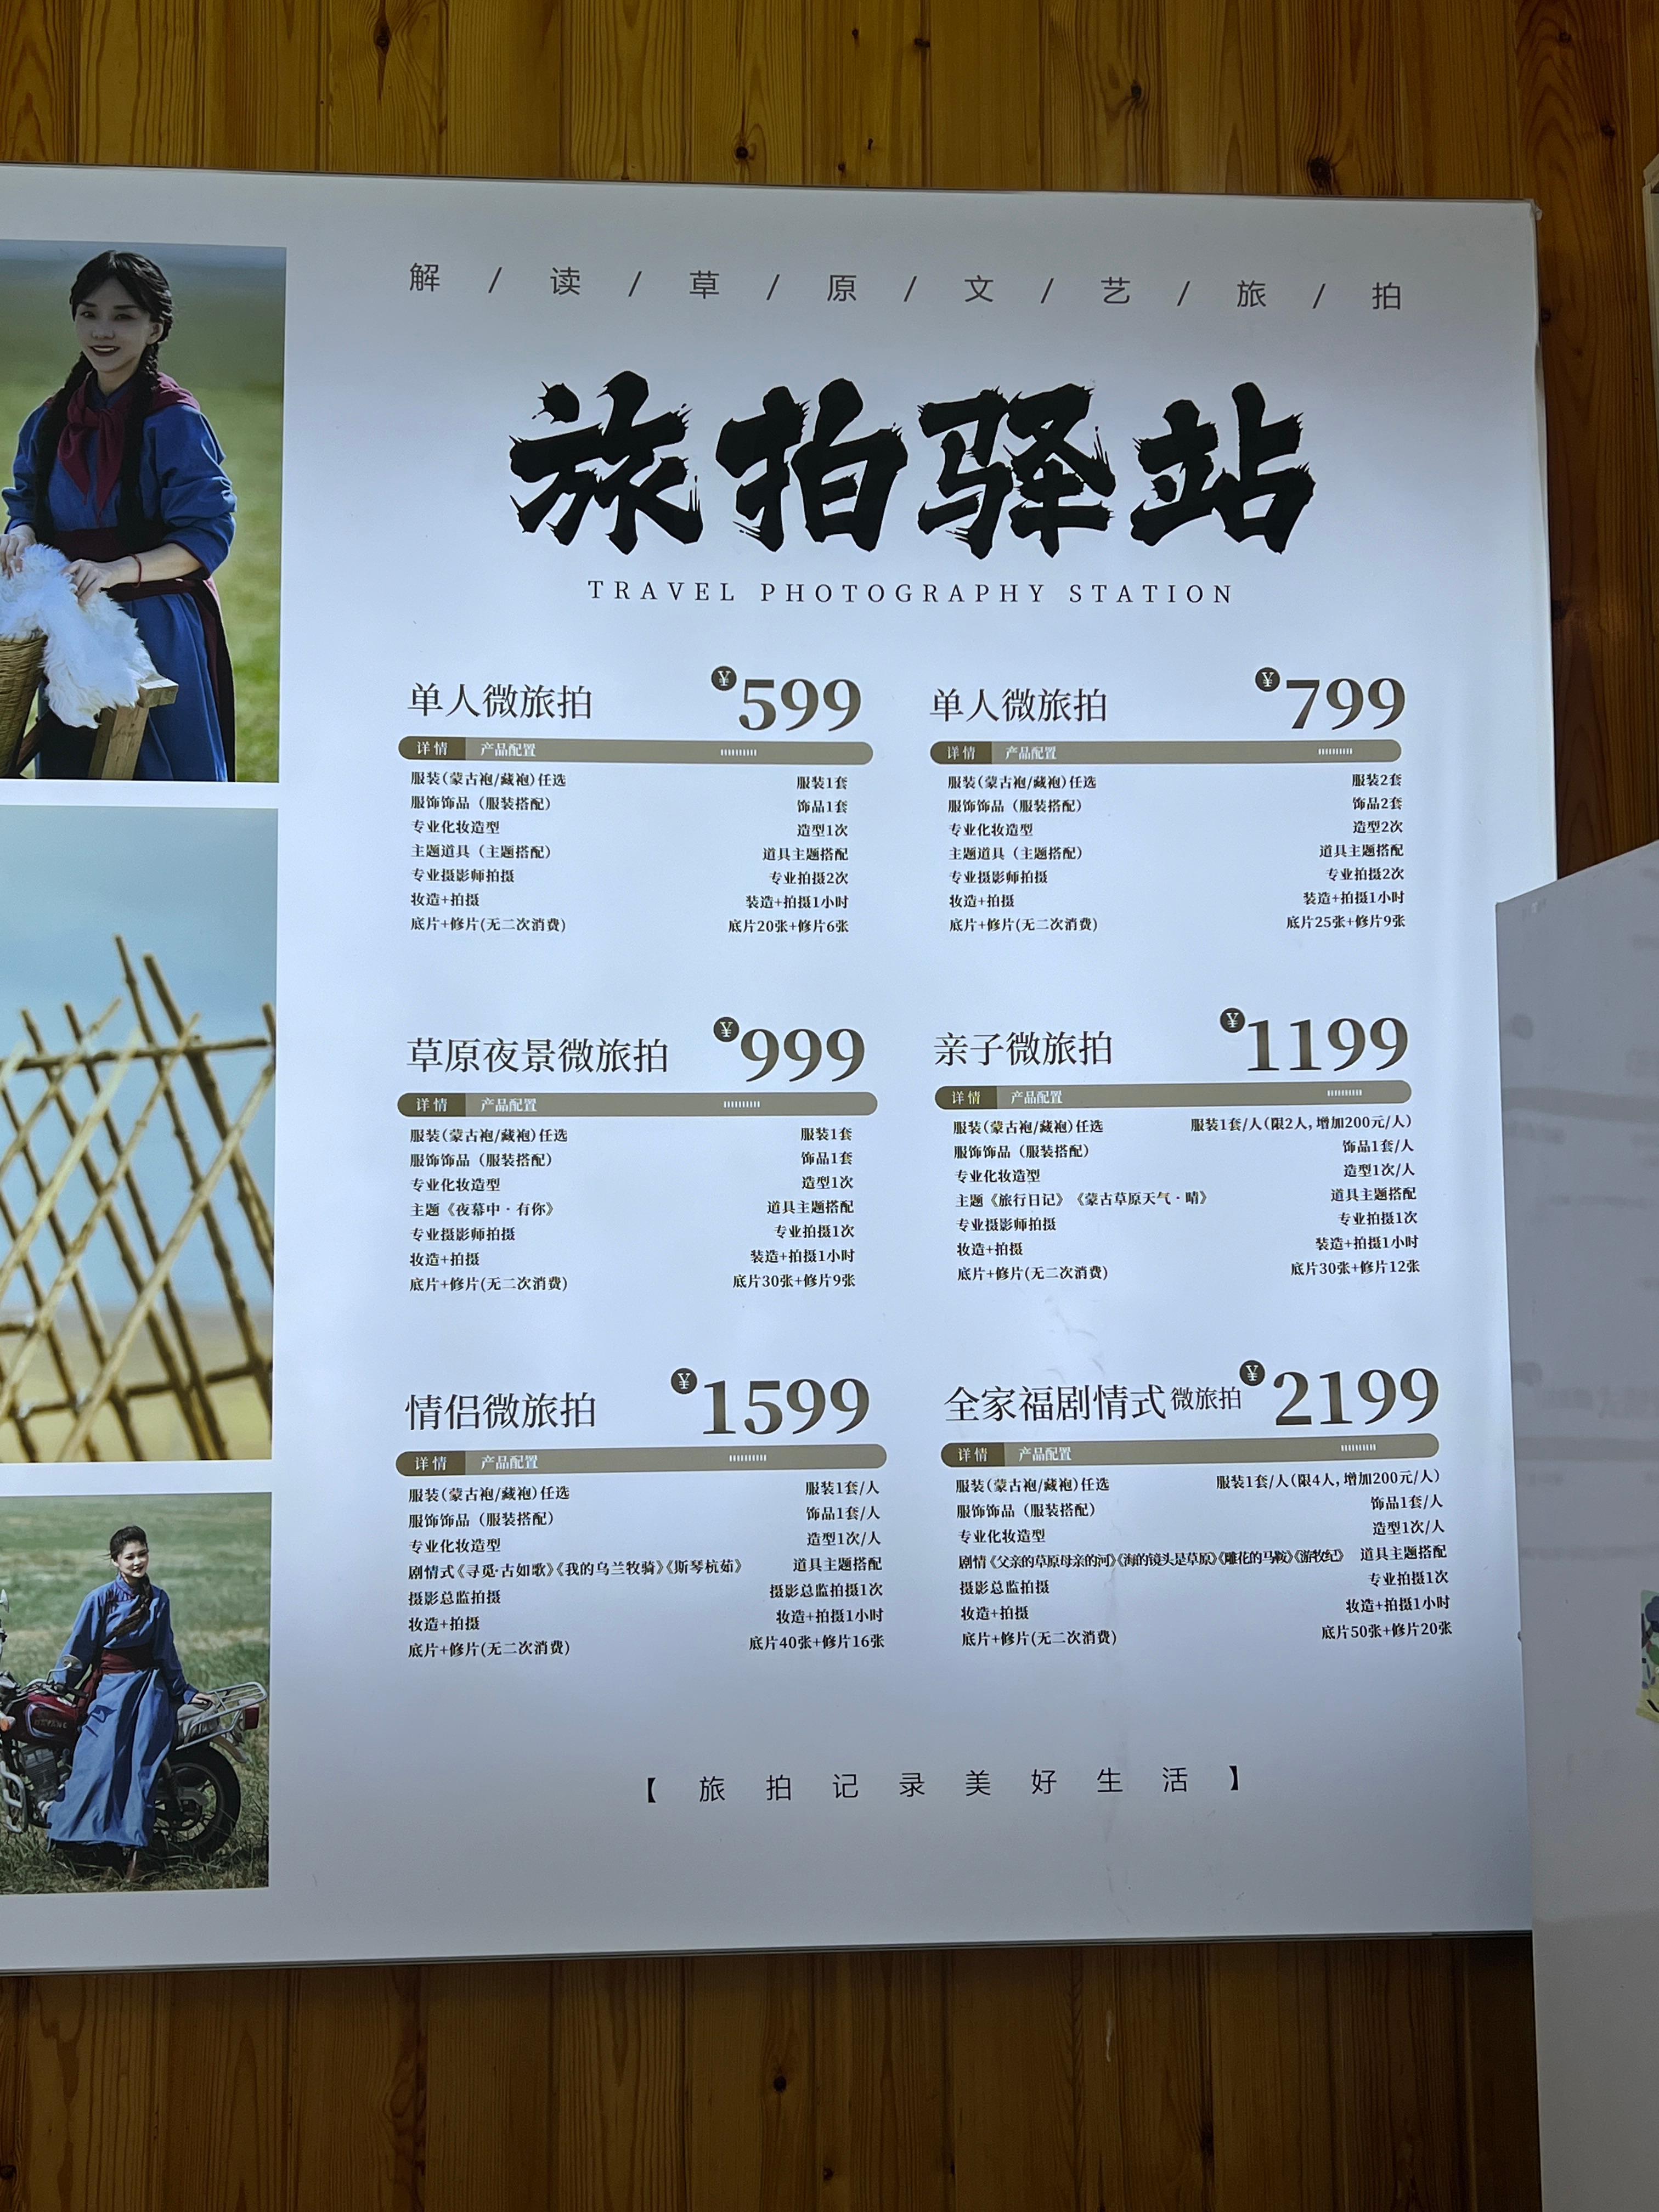 解 / 读 / 草 / 原 / 文 / 艺 / 旅 / 拍
旅拍驿站
TRAVEL PHOTOGRAPHY STATION
单人微旅拍 ¥599
详情 产品配置
服装(蒙古袍/藏袍)任选 服装1套
服饰饰品（服装搭配） 饰品1套
专业化妆造型 造型1次
主题道具（主题搭配） 道具主题搭配
专业摄影师拍摄 专业拍摄2次
妆造+拍摄 装造+拍摄1小时
底片+修片(无二次消费) 底片20张+修片6张
单人微旅拍 ¥799
详情 产品配置
服装(蒙古袍/藏袍)任选 服装2套
服饰饰品（服装搭配） 饰品2套
专业化妆造型 造型2次
主题道具（主题搭配） 道具主题搭配
专业摄影师拍摄 专业拍摄2次
妆造+拍摄 装造+拍摄1小时
底片+修片(无二次消费) 底片25张+修片9张
草原夜景微旅拍 ¥999
详情 产品配置
服装(蒙古袍/藏袍)任选 服装1套
服饰饰品（服装搭配） 饰品1套
专业化妆造型 造型1次
主题《夜幕中·有你》 道具主题搭配
专业摄影师拍摄 专业拍摄1次
妆造+拍摄 装造+拍摄1小时
底片+修片(无二次消费) 底片30张+修片9张
亲子微旅拍 ¥1199
详情 产品配置
服装(蒙古袍/藏袍)任选 服装1套/人(限2人,增加200元/人)
服饰饰品（服装搭配） 饰品1套/人
专业化妆造型 造型1次/人
主题《旅行日记》《蒙古草原天气·晴》 道具主题搭配
专业摄影师拍摄 专业拍摄1次
妆造+拍摄 装造+拍摄1小时
底片+修片(无二次消费) 底片30张+修片12张
情侣微旅拍 ¥1599
详情 产品配置
服装(蒙古袍/藏袍)任选 服装1套/人
服饰饰品（服装搭配） 饰品1套/人
专业化妆造型 造型1次/人
剧情式《寻觅·古如歌》《我的乌兰牧骑》《斯琴杭茹》 道具主题搭配
摄影总监拍摄 摄影总监拍摄1次
妆造+拍摄 妆造+拍摄1小时
底片+修片(无二次消费) 底片40张+修片16张
全家福剧情式微旅拍 ¥2199
详情 产品配置
服装(蒙古袍/藏袍)任选 服装1套/人(限4人,增加200元/人)
服饰饰品（服装搭配） 饰品1套/人
专业化妆造型 造型1次/人
剧情《父亲的草原母亲的河》《海的镜头是草原》《雕花的马鞍》《游牧纪》 道具主题搭配
摄影总监拍摄 专业拍摄1次
妆造+拍摄 妆造+拍摄1小时
底片+修片(无二次消费) 底片50张+修片20张
【旅拍记录美好生活】